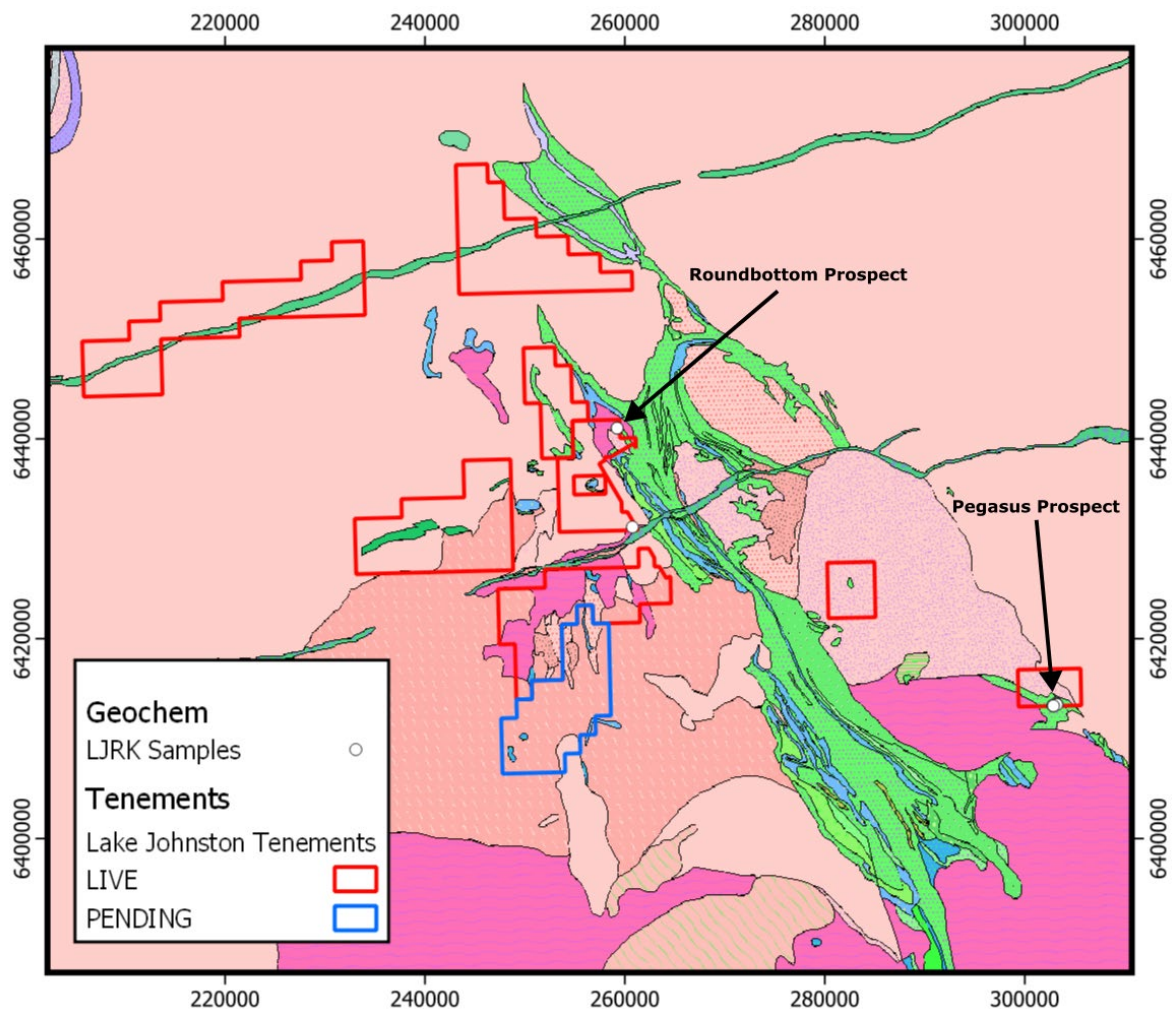 220000 240000 260000 280000 300000
6460000 6460000
Roundbottom Prospect
6440000 6440000
Pegasus Prospect
6420000 6420000
Geochem
LJRK Samples
Tenements
Lake Johnston Tenements
LIVE
PENDING
6400000 6400000
220000 240000 260000 280000 300000